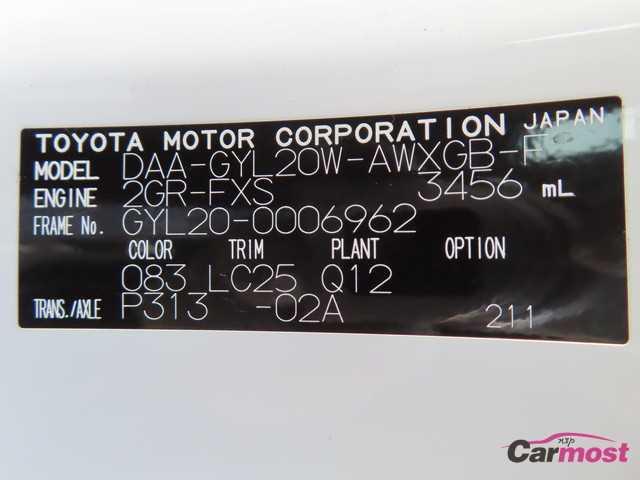 TOYOTA MOTOR CORPORATION JAPAN
MODEL DAA-GYL20W-AWXGB-F
ENGINE 2GR-FXS 3456 mL
FRAME No. GYL20-0006962
COLOR TRIM PLANT OPTION
083 LC25 Q12
TRANS./AXLE P313 -02A 211
nxp
Carmost